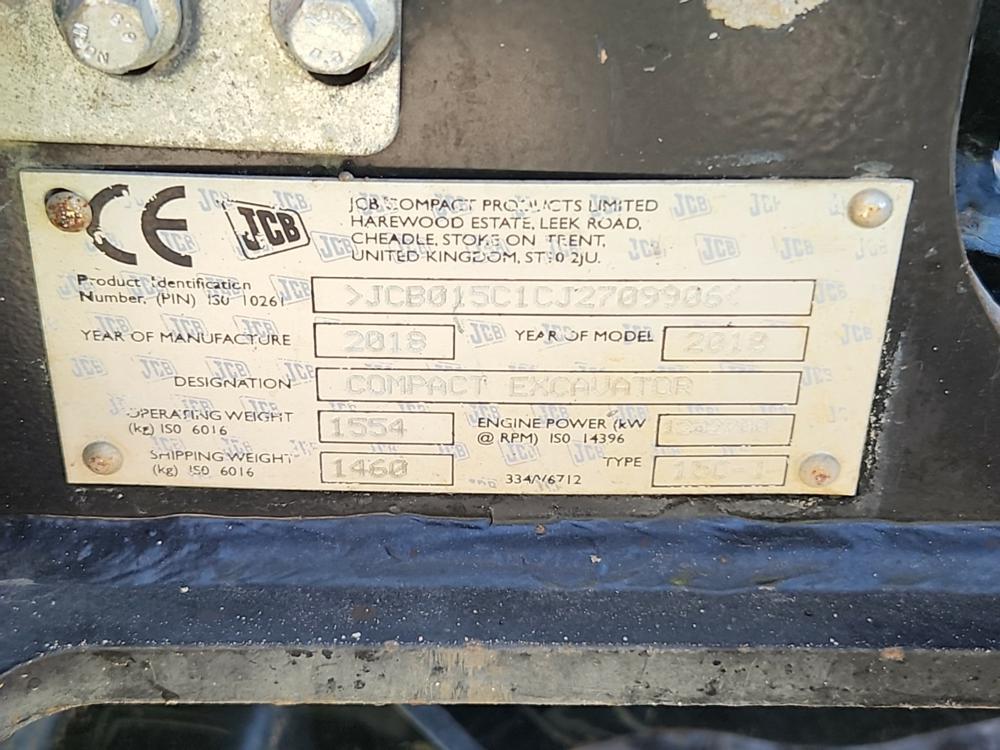 CE
JCB
JCB COMPACT PRODUCTS LIMITED
HAREWOOD ESTATE, LEEK ROAD,
CHEADLE, STOKE ON TRENT,
UNITED KINGDOM, ST10 2JU.
Product Identification
Number. (PIN) ISO 10261
>JCB015C1CJ2709906<
YEAR OF MANUFACTURE 2018 YEAR OF MODEL 2018
DESIGNATION COMPACT EXCAVATOR
OPERATING WEIGHT
(kg) ISO 6016
1554
ENGINE POWER (kW
@ RPM) ISO 14396
SHIPPING WEIGHT
(kg) ISO 6016
1460
334/V6712
TYPE 15C-1